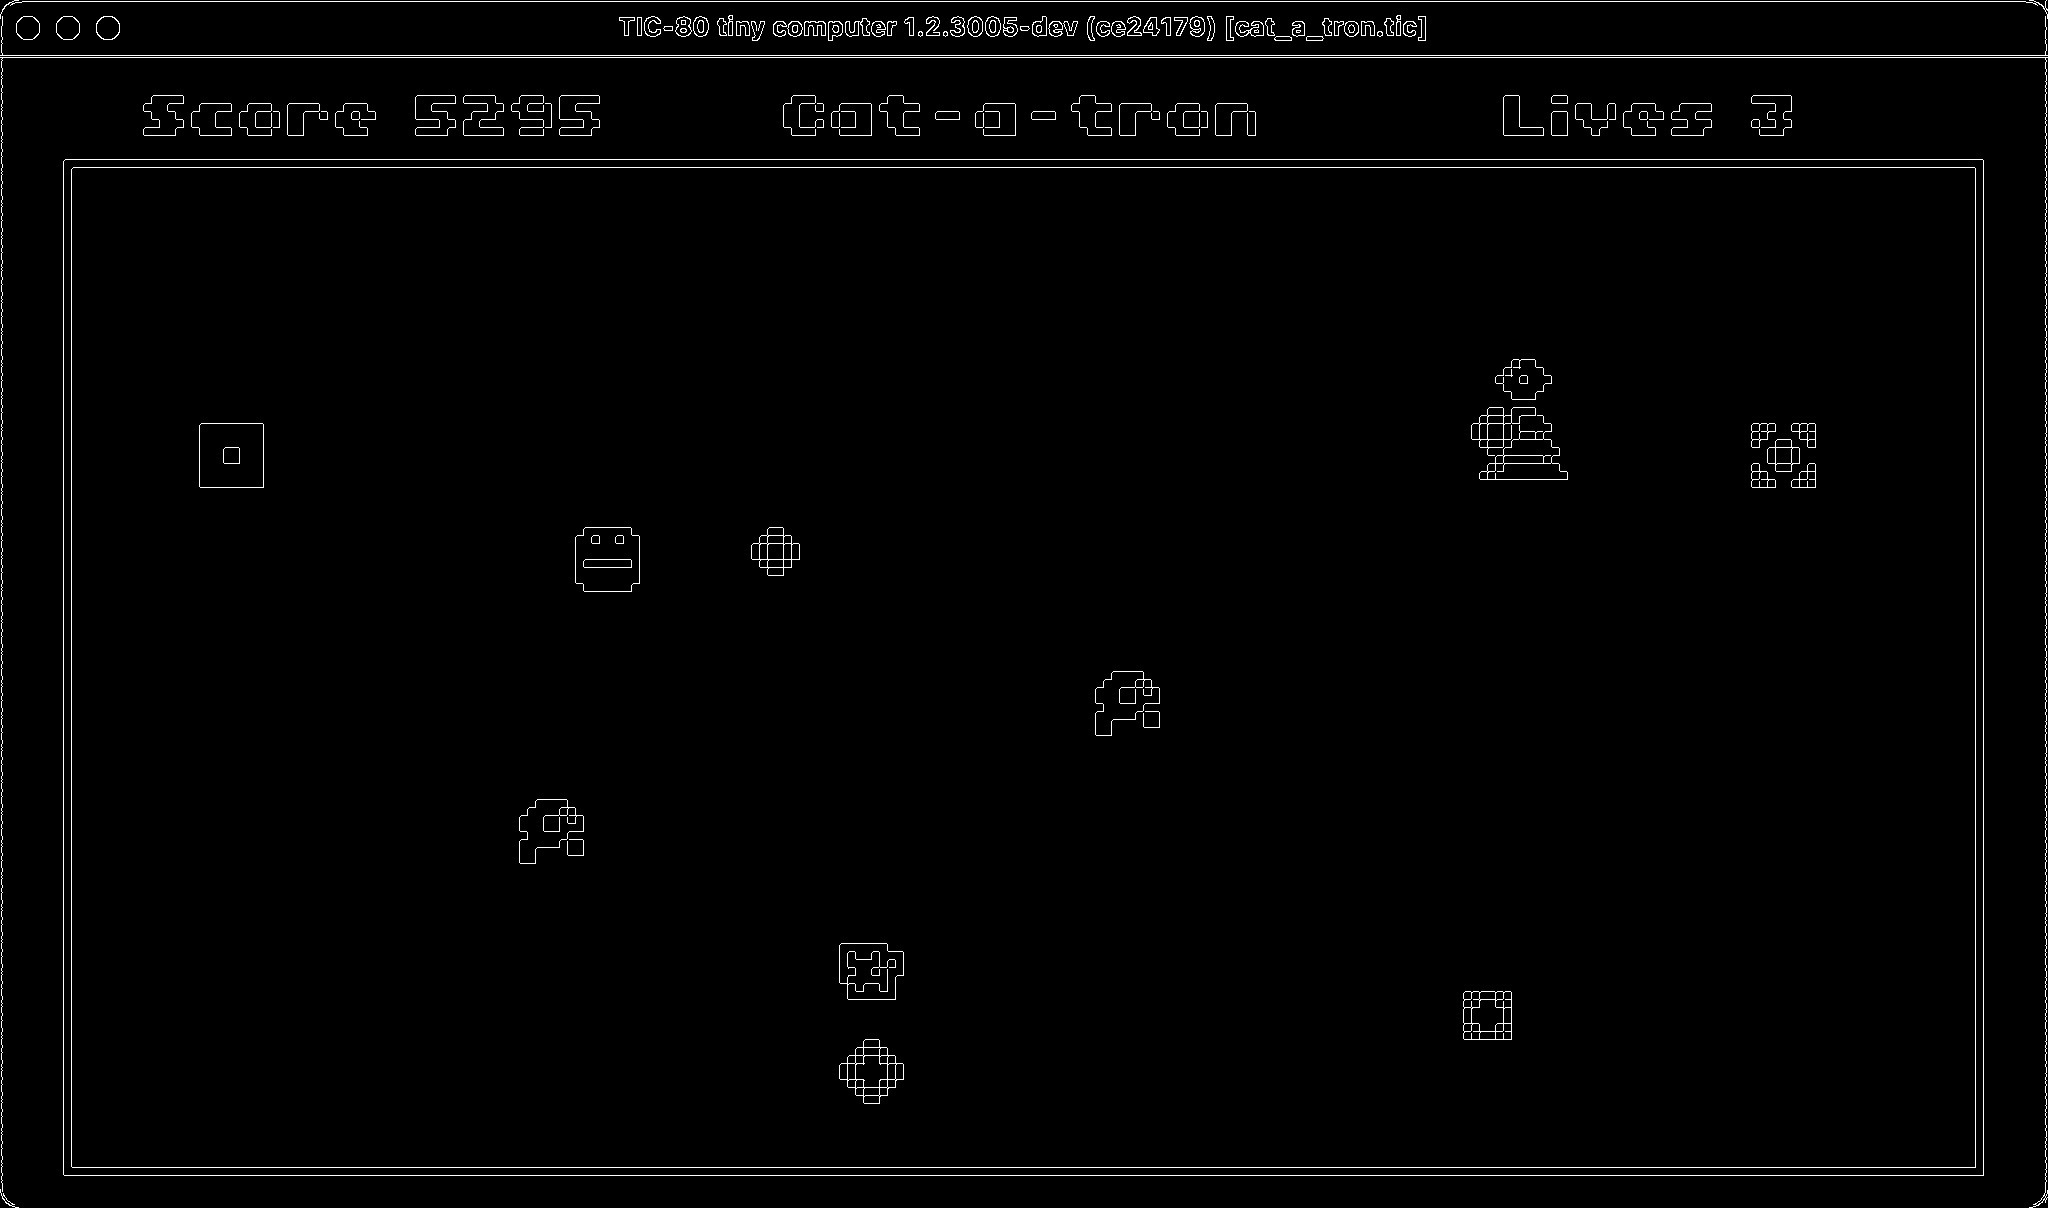 TIC-80 tiny computer 1.2.3005-dev (ce24179) [cat_a_tron.tic]
Score 5295 Cat-a-tron Lives 3